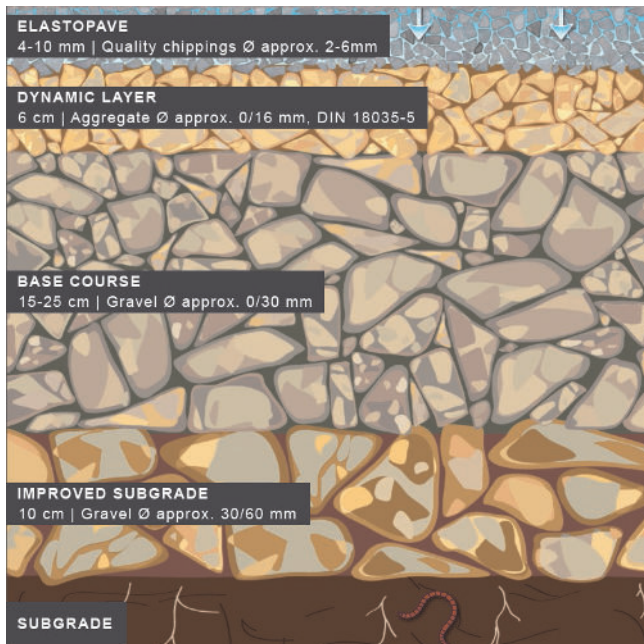 ELASTOPAVE
4-10 mm | Quality chippings Ø approx. 2-6mm
DYNAMIC LAYER
6 cm | Aggregate Ø approx. 0/16 mm, DIN 18035-5
BASE COURSE
15-25 cm | Gravel Ø approx. 0/30 mm
IMPROVED SUBGRADE
10 cm | Gravel Ø approx. 30/60 mm
SUBGRADE